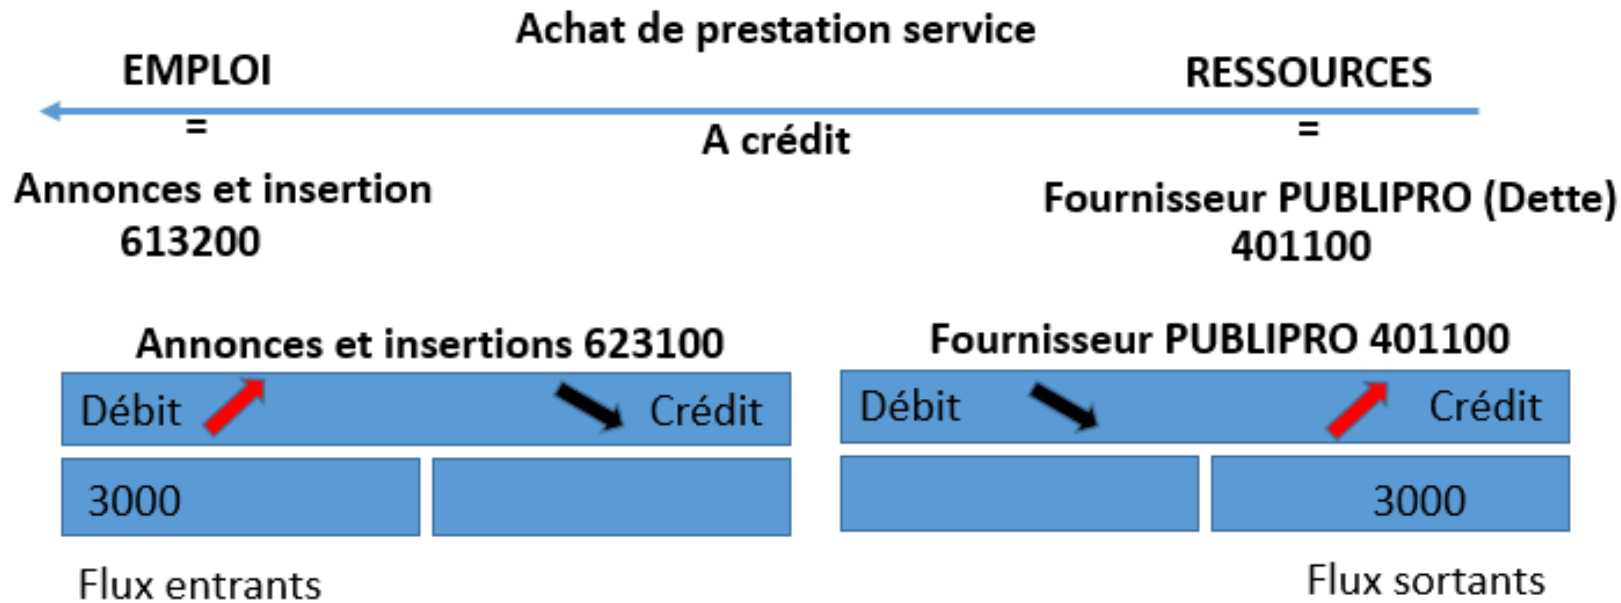 Achat de prestation service
EMPLOI
RESSOURCES
=
=
A crédit
Annonces et insertion
613200
Fournisseur PUBLIPRO (Dette)
401100
Annonces et insertions 623100
Débit
Crédit
3000
Flux entrants
Fournisseur PUBLIPRO 401100
Débit
Crédit
3000
Flux sortants